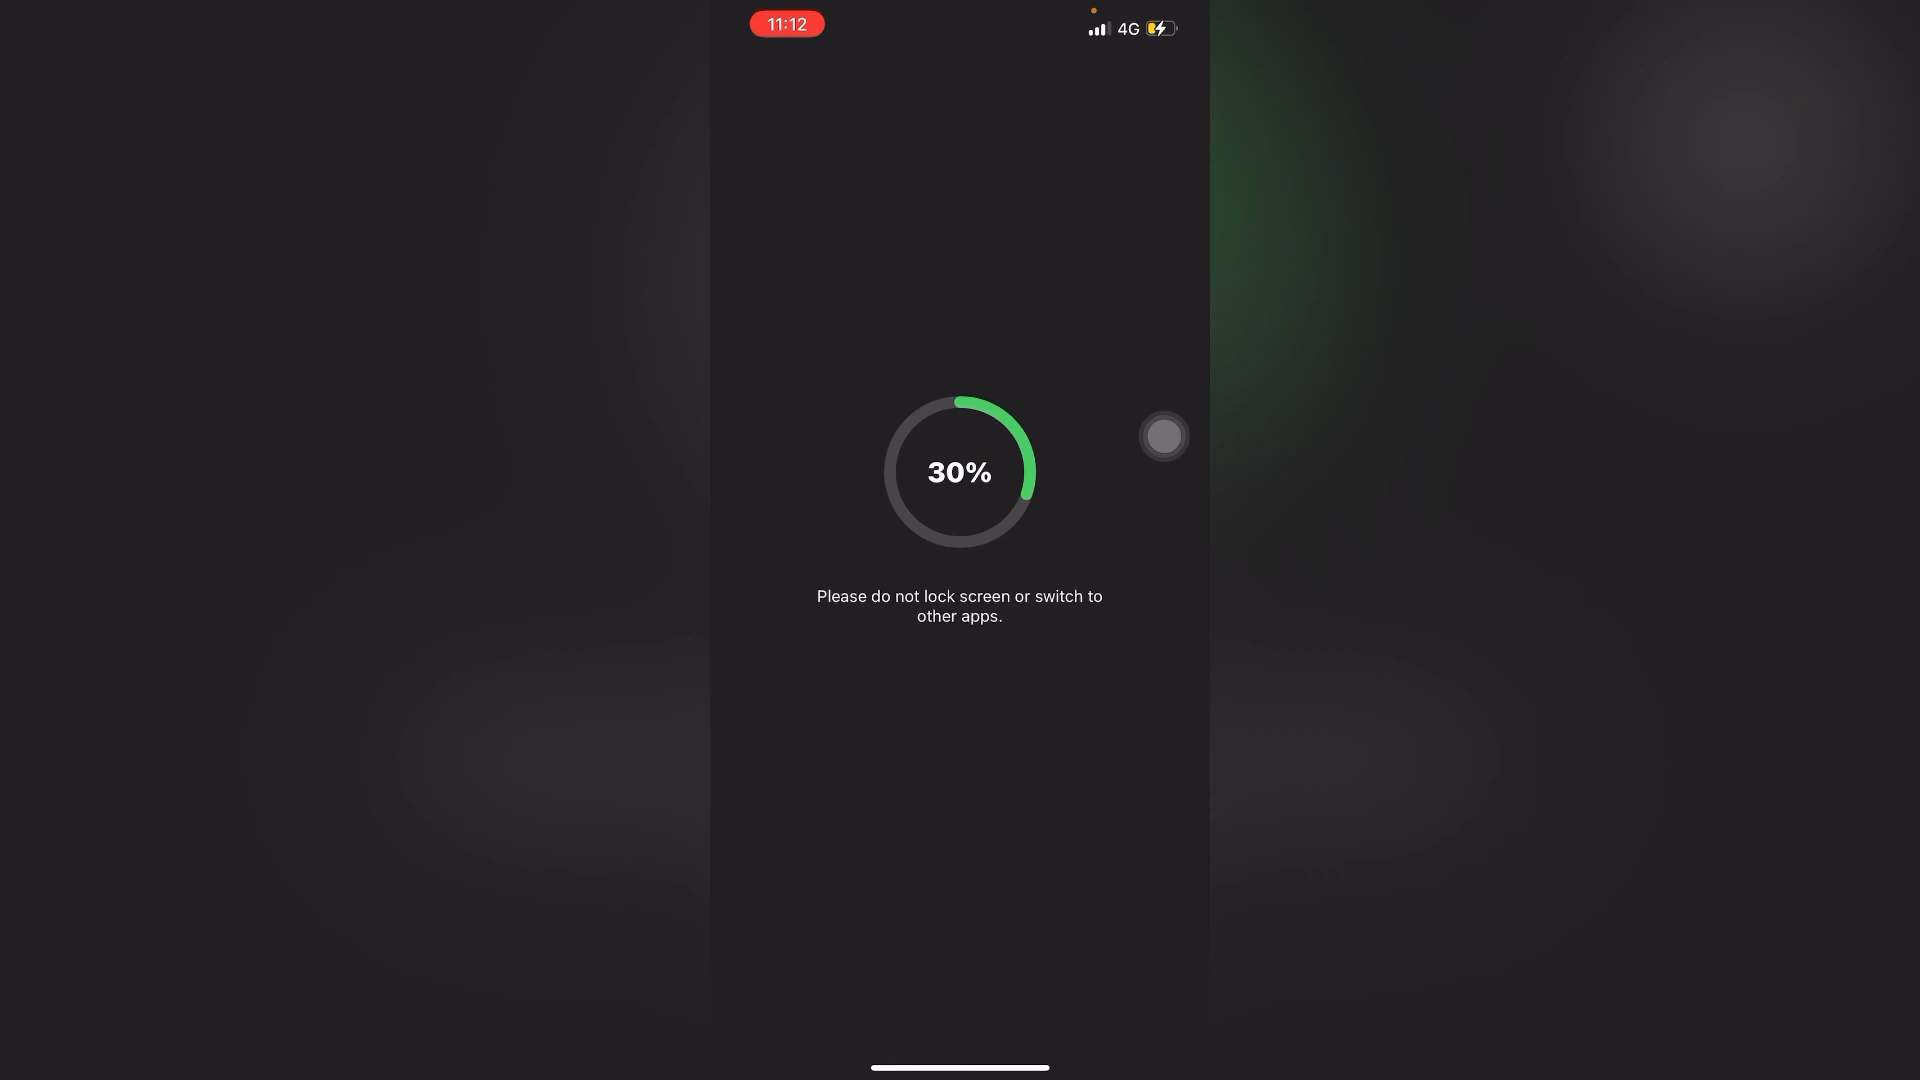 11:12
4G
30%
Please do not lock screen or switch to
other apps.